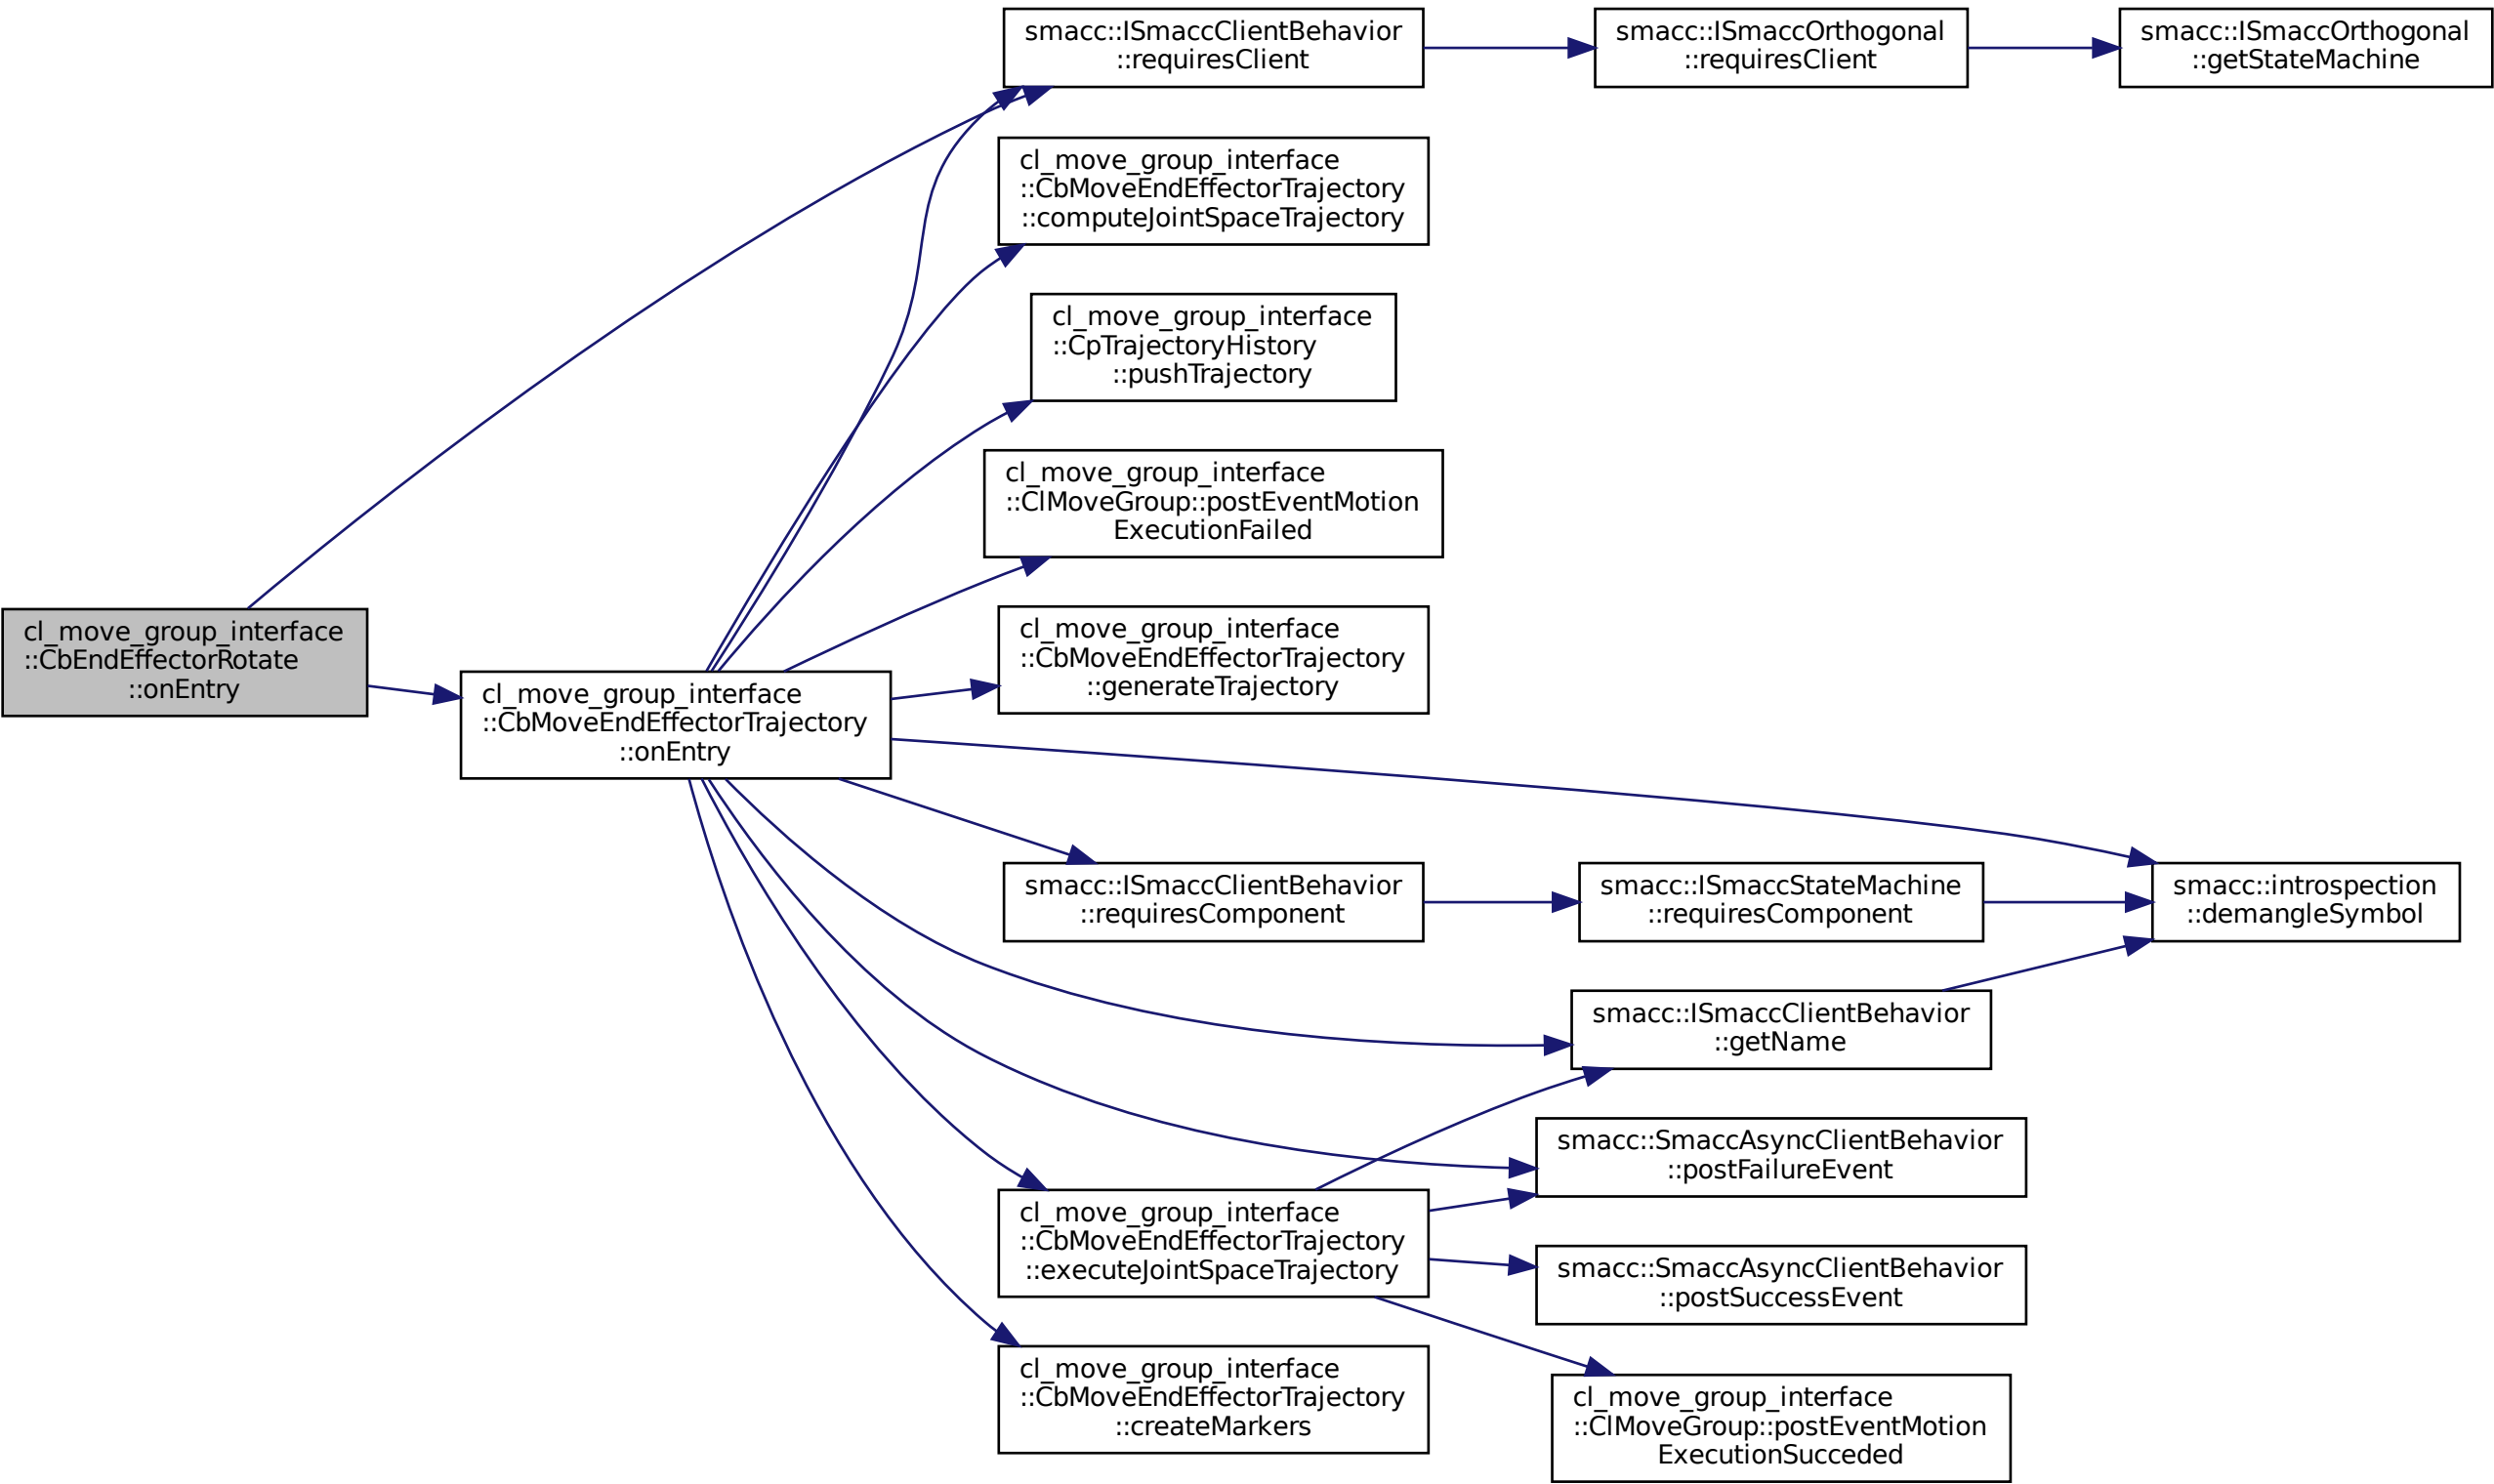 smacc::ISmaccClientBehavior
::requiresClient
smacc::ISmaccOrthogonal
::requiresClient
smacc::ISmaccOrthogonal
::getStateMachine
cl_move_group_interface
::CbMoveEndEffectorTrajectory
::computeJointSpaceTrajectory
cl_move_group_interface
::CpTrajectoryHistory
::pushTrajectory
cl_move_group_interface
::ClMoveGroup::postEventMotion
ExecutionFailed
cl_move_group_interface
::CbEndEffectorRotate
::onEntry
cl_move_group_interface
::CbMoveEndEffectorTrajectory
::generateTrajectory
cl_move_group_interface
::CbMoveEndEffectorTrajectory
::onEntry
smacc::ISmaccClientBehavior
::requiresComponent
smacc::ISmaccStateMachine
::requiresComponent
smacc::introspection
::demangleSymbol
smacc::ISmaccClientBehavior
::getName
smacc::SmaccAsyncClientBehavior
::postFailureEvent
cl_move_group_interface
::CbMoveEndEffectorTrajectory
::executeJointSpaceTrajectory
smacc::SmaccAsyncClientBehavior
::postSuccessEvent
cl_move_group_interface
::CbMoveEndEffectorTrajectory
::createMarkers
cl_move_group_interface
::ClMoveGroup::postEventMotion
ExecutionSucceded